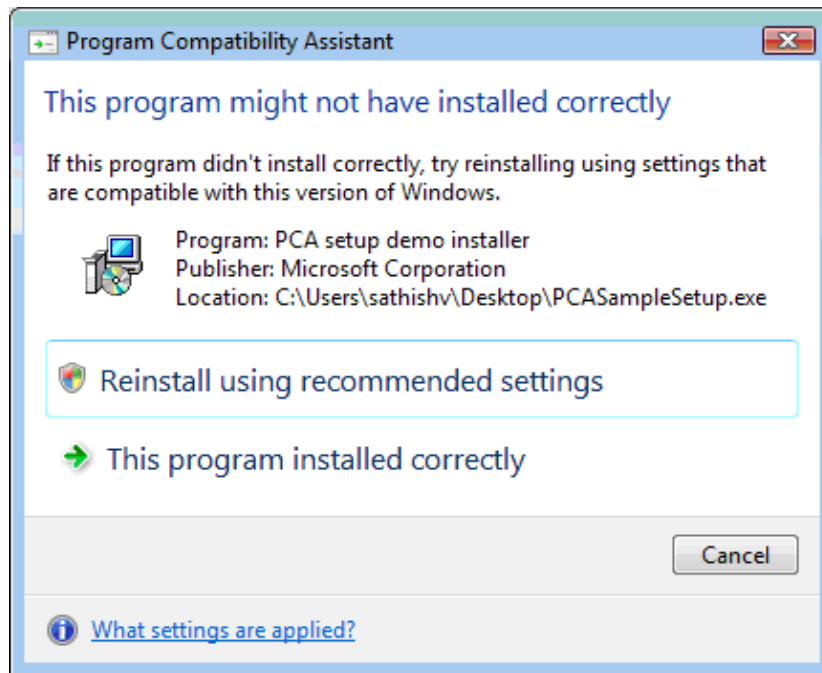 Program Compatibility Assistant
This program might not have installed correctly
If this program didn't install correctly, try reinstalling using settings that
are compatible with this version of Windows.
Program: PCA setup demo installer
Publisher: Microsoft Corporation
Location: C:\Users\sathishv\Desktop\PCASampleSetup.exe
Reinstall using recommended settings
This program installed correctly
Cancel
What settings are applied?